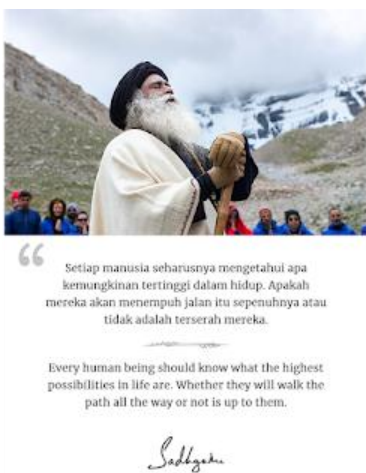 “
Setiap manusia seharusnya mengetahui apa
kemungkinan tertinggi dalam hidup. Apakah
mereka akan menempuh jalan itu sepenuhnya atau
tidak adalah terserah mereka.
Every human being should know what the highest
possibilities in life are. Whether they will walk the
path all the way or not is up to them.
Sadhguru